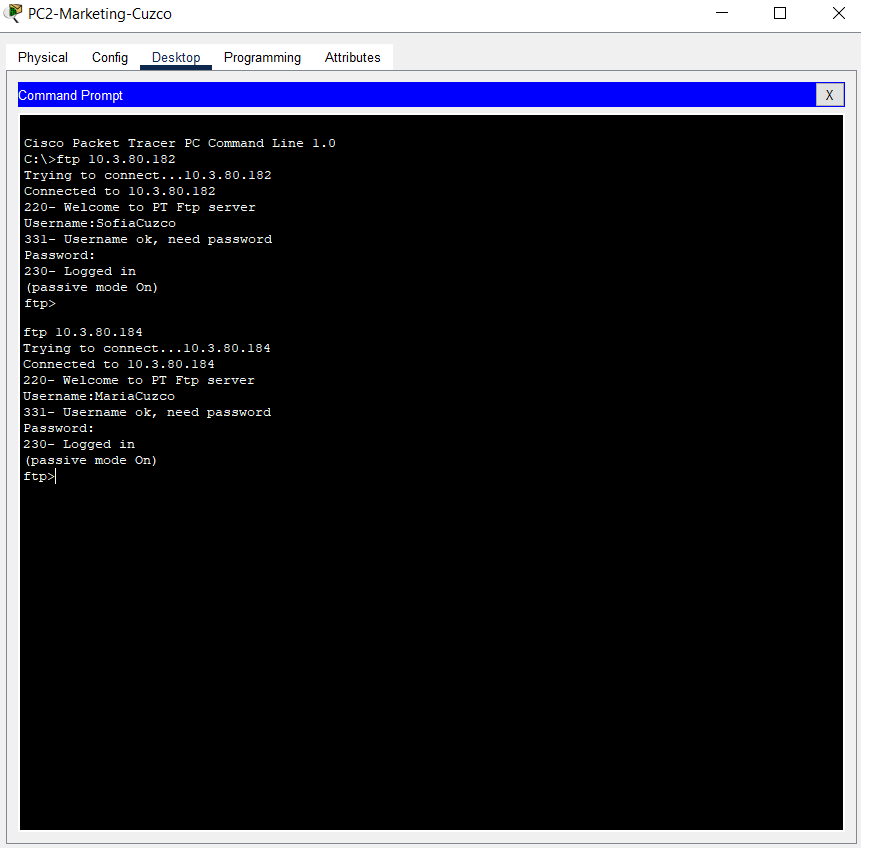 PC2-Marketing-Cuzco
Physical Config Desktop Programming Attributes
Command Prompt X
Cisco Packet Tracer PC Command Line 1.0
C:\>ftp 10.3.80.182
Trying to connect...10.3.80.182
Connected to 10.3.80.182
220- Welcome to PT Ftp server
Username:SofiaCuzco
331- Username ok, need password
Password:
230- Logged in
(passive mode On)
ftp>
ftp 10.3.80.184
Trying to connect...10.3.80.184
Connected to 10.3.80.184
220- Welcome to PT Ftp server
Username:MariaCuzco
331- Username ok, need password
Password:
230- Logged in
(passive mode On)
ftp>